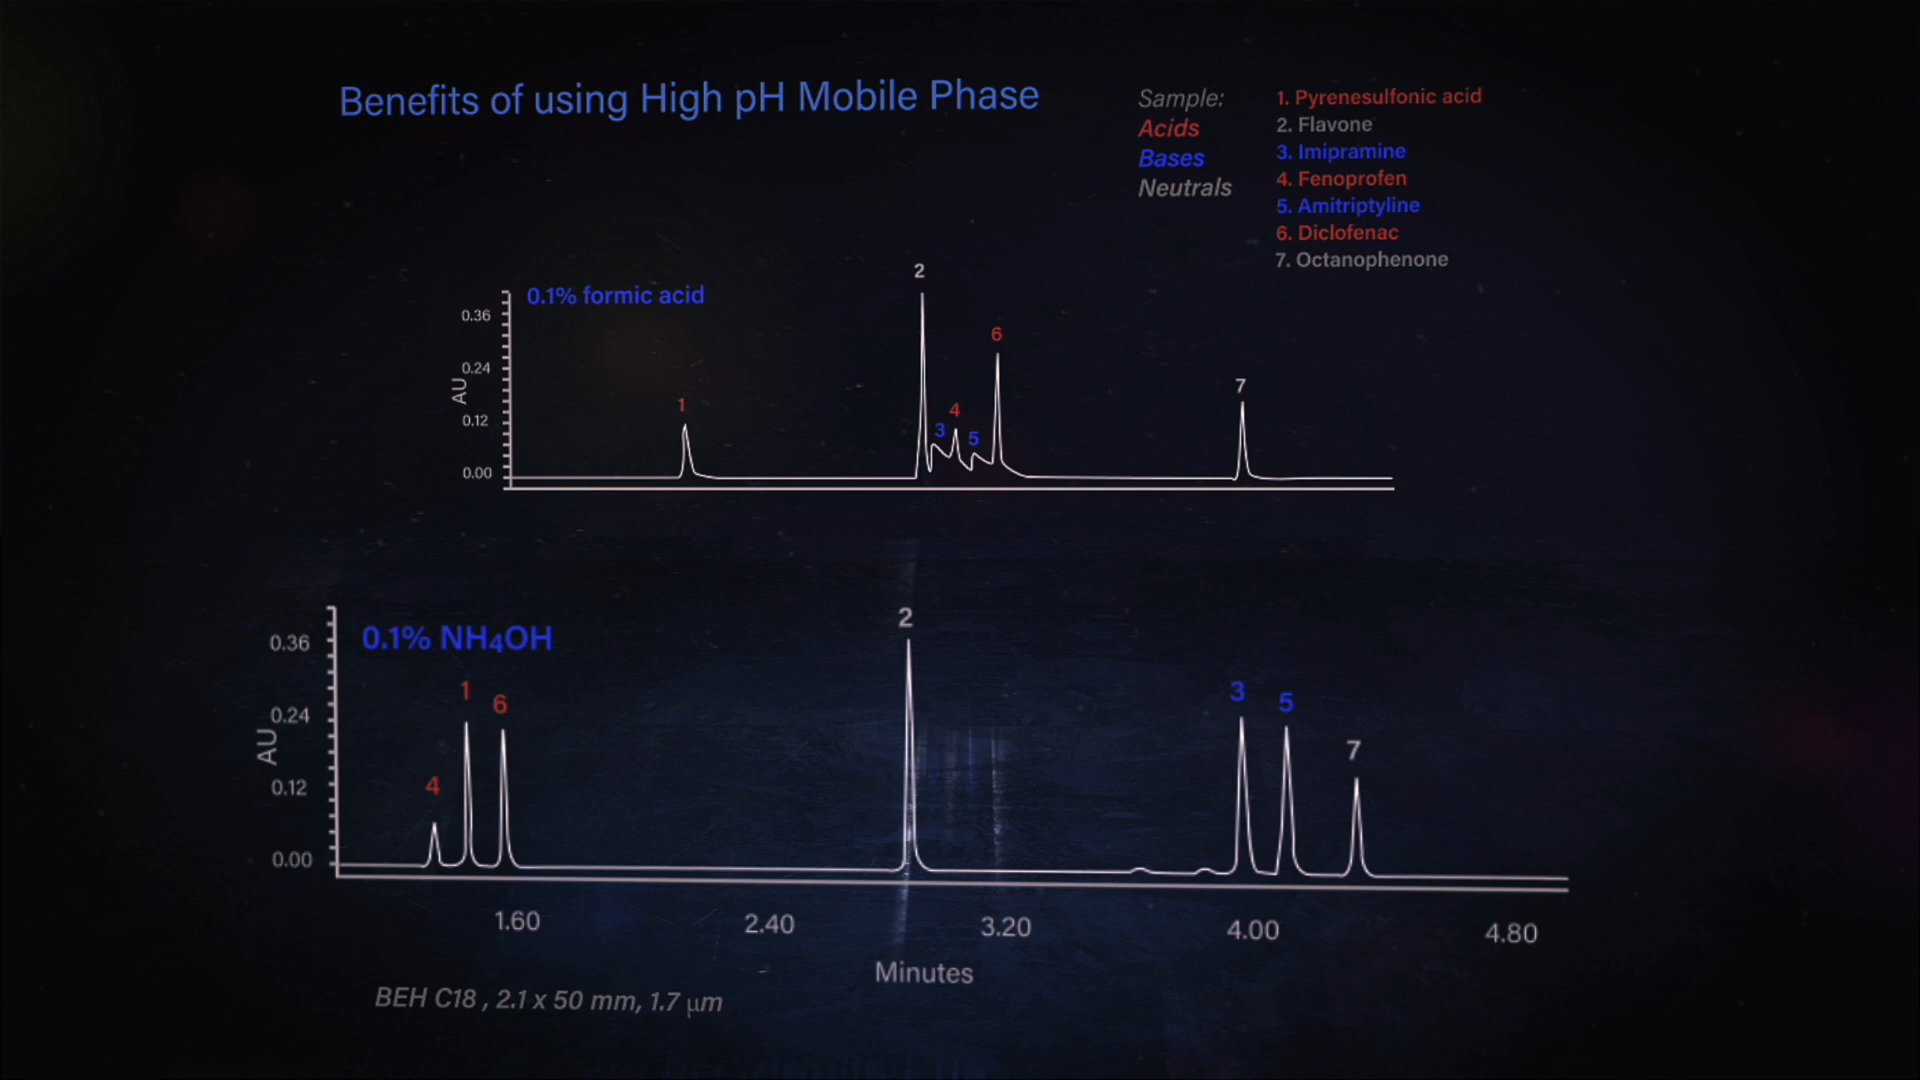 Benefits of using High pH Mobile Phase
Sample:
Acids
Bases
Neutrals
1. Pyrenesulfonic acid
2. Flavone
3. Imipramine
4. Fenoprofen
5. Amitriptyline
6. Diclofenac
7. Octanophenone
0.1% formic acid
AU
0.36
0.24
0.12
0.00
1
2
3
4
5
6
7
0.1% NH₄OH
AU
0.36
0.24
0.12
0.00
4
1
6
2
3
5
7
1.60
2.40
3.20
4.00
4.80
Minutes
BEH C18 , 2.1 x 50 mm, 1.7 μm